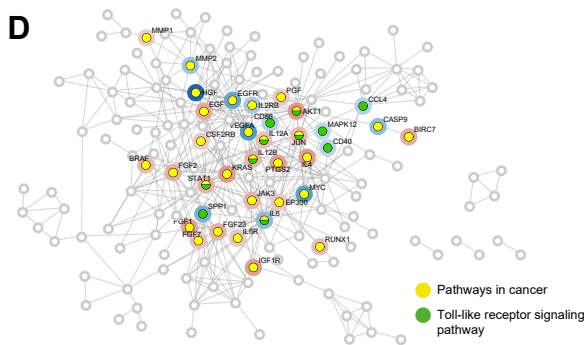 D
MMP1
MMP2
HGF
EGFR
PGF
EGF
IL2RB
AKT1
CCL4
CD86
VEGFA
MAPK12
CASP9
BIRC7
CSF2RB
IL12A
JUN
CD40
IL12B
IL4
BRAF
FGF2
PTGS2
KRAS
STAT1
MYC
JAK3
EP300
SPP1
IL6
FGF1
FGF23
FGF7
IL6R
RUNX1
IGF1R
Pathways in cancer
Toll-like receptor signaling
pathway